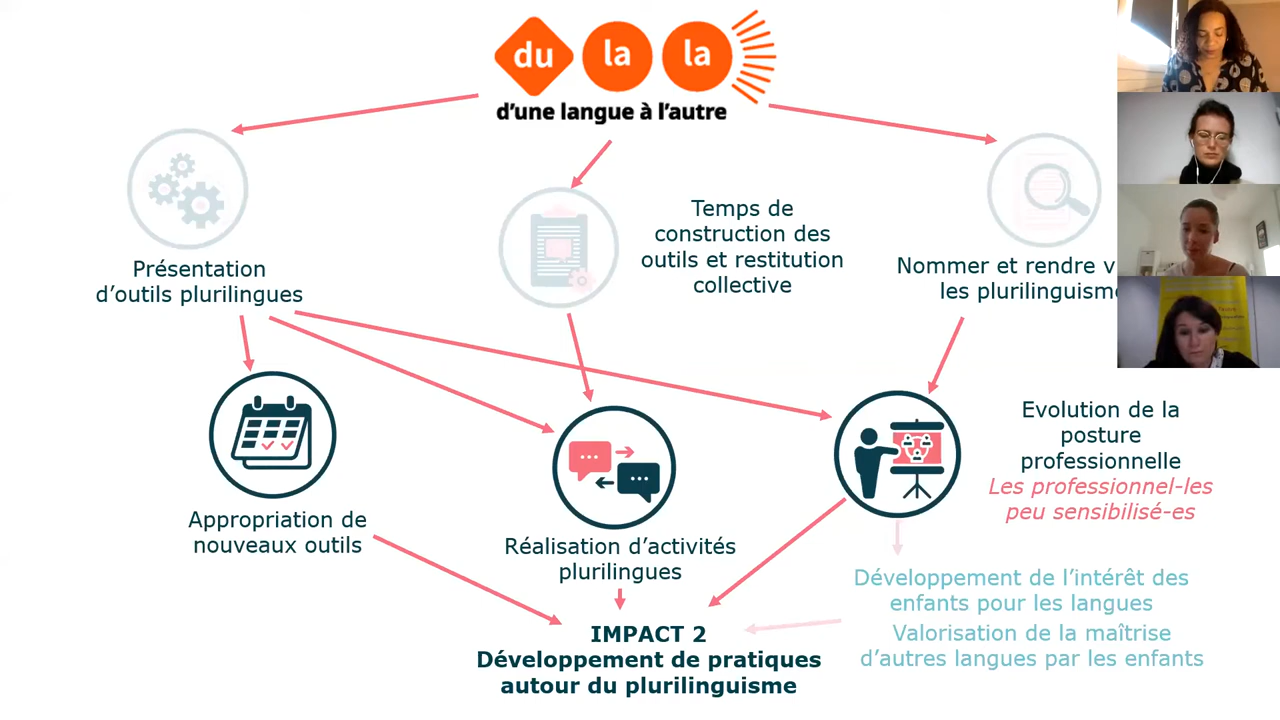 du la la
d’une langue à l’autre
Présentation
d’outils plurilingues
Temps de
construction des
outils et restitution
collective
Nommer et rendre
les plurilinguisme
Appropriation de
nouveaux outils
Réalisation d’activités
plurilingues
Evolution de la
posture
professionnelle
Les professionnel-les
peu sensibilisé-es
Développement de l’intérêt des
enfants pour les langues
Valorisation de la maîtrise
d’autres langues par les enfants
IMPACT 2
Développement de pratiques
autour du plurilinguisme